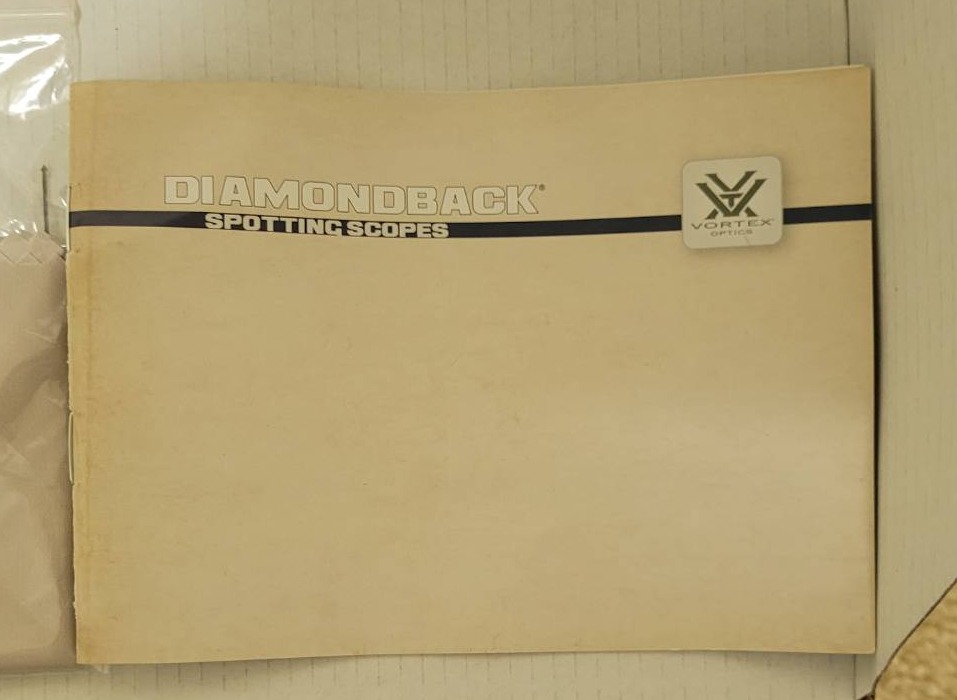 DIAMONDBACK®
SPOTTING SCOPES
VORTEX®
OPTICS